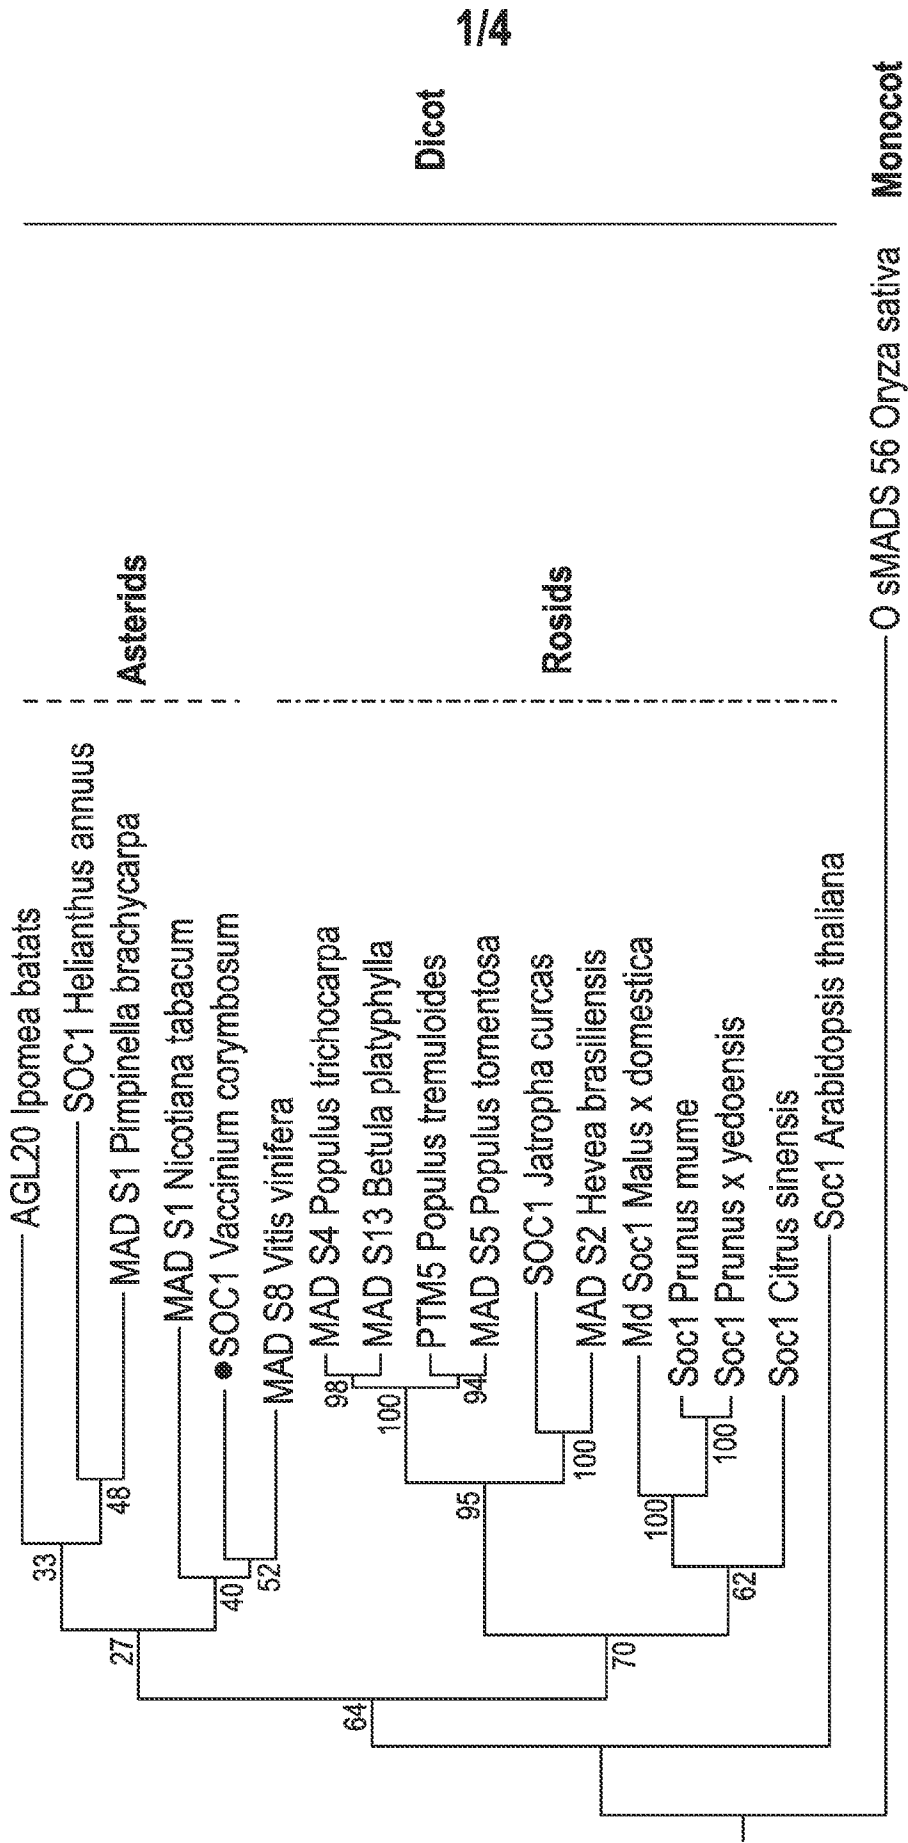 1/4
AGL20 Ipomea batats
SOC1 Helianthus annuus
MAD S1 Pimpinella brachycarpa
MAD S1 Nicotiana tabacum
SOC1 Vaccinium corymbosum
MAD S8 Vitis vinifera
MAD S4 Populus trichocarpa
MAD S13 Betula platyphylla
PTM5 Populus tremuloides
MAD S5 Populus tomentosa
SOC1 Jatropha curcas
MAD S2 Hevea brasiliensis
Md Soc1 Malus x domestica
Soc1 Prunus mume
Soc1 Prunus x yedoensis
Soc1 Citrus sinensis
Soc1 Arabidopsis thaliana
O sMADS 56 Oryza sativa
Asterids
Rosids
Dicot
Monocot
33
48
27
40
52
64
98
100
94
95
100
100
100
70
62